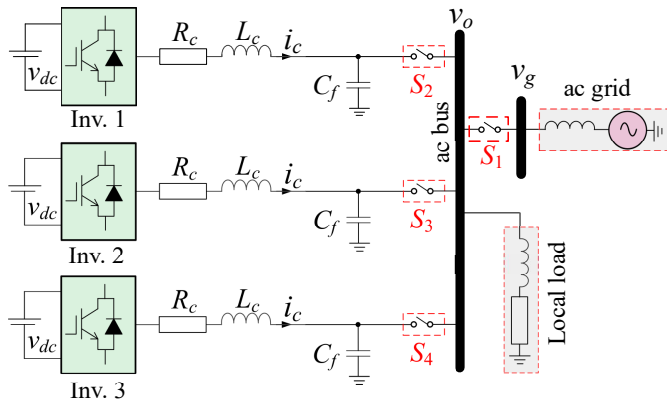 v_o
R_c L_c i_c
v_dc
C_f
S_2
Inv. 1
v_g
ac grid
ac bus
S_1
R_c L_c i_c
v_dc
C_f
S_3
Inv. 2
Local load
R_c L_c i_c
v_dc
C_f
S_4
Inv. 3